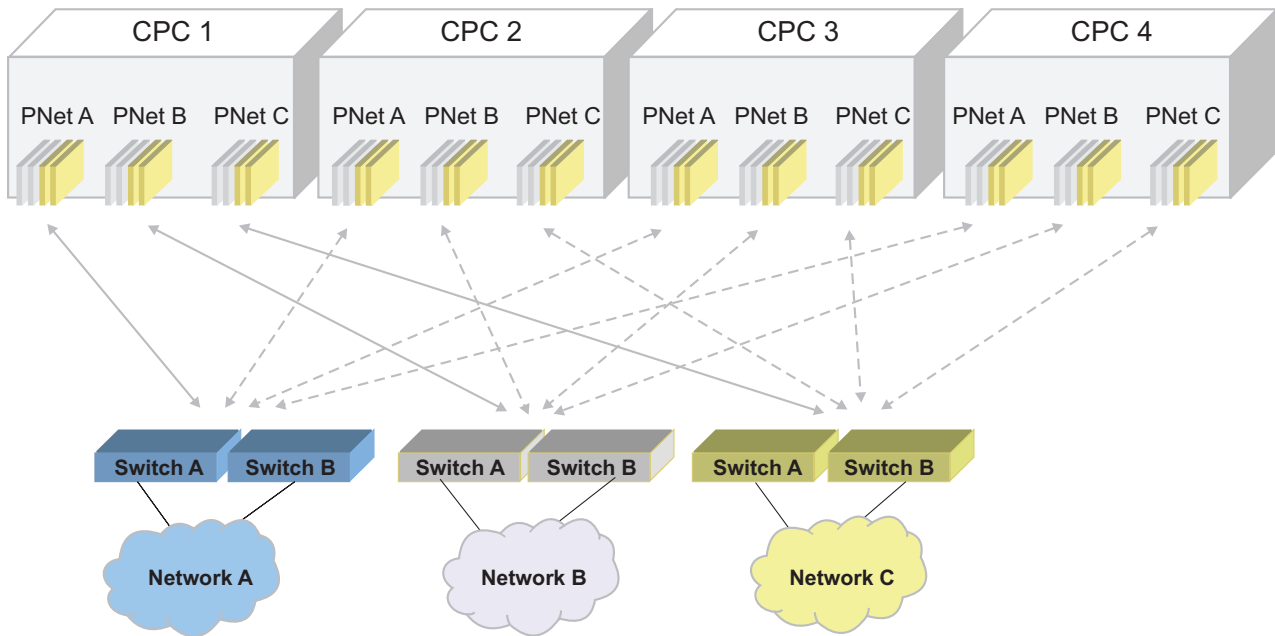 CPC 1
CPC 2
CPC 3
CPC 4
PNet A
PNet B
PNet C
PNet A
PNet B
PNet C
PNet A
PNet B
PNet C
PNet A
PNet B
PNet C
Switch A
Switch B
Switch A
Switch B
Switch A
Switch B
Network A
Network B
Network C